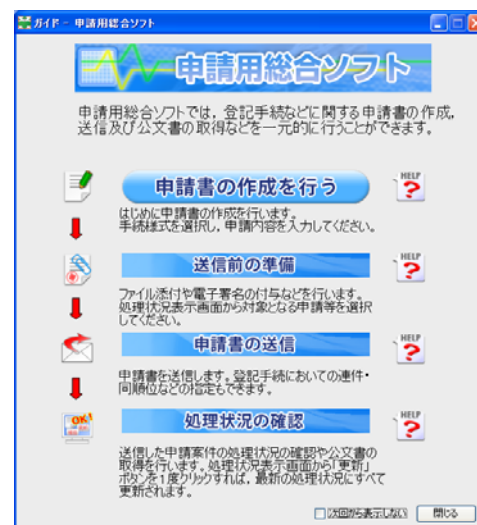 ガイド - 申請用総合ソフト
申請用総合ソフト
申請用総合ソフトでは，登記手続などに関する申請書の作成，
送信及び公文書の取得などを一元的に行うことができます。
申請書の作成を行う
HELP
?
はじめに申請書の作成を行います。
手続様式を選択し，申請内容を入力してください。
送信前の準備
HELP
?
ファイル添付や電子署名の付与などを行います。
処理状況表示画面から対象となる申請等を選択
してください。
申請書の送信
HELP
?
申請書を送信します。登記手続においての連件・
同順位などの指定もできます。
OK!
処理状況の確認
HELP
?
送信した申請案件の処理状況の確認や公文書の
取得を行います。処理状況表示画面から「更新」
ボタンを1度クリックすれば，最新の処理状況にすべて
更新されます。
次回から表示しない
閉じる